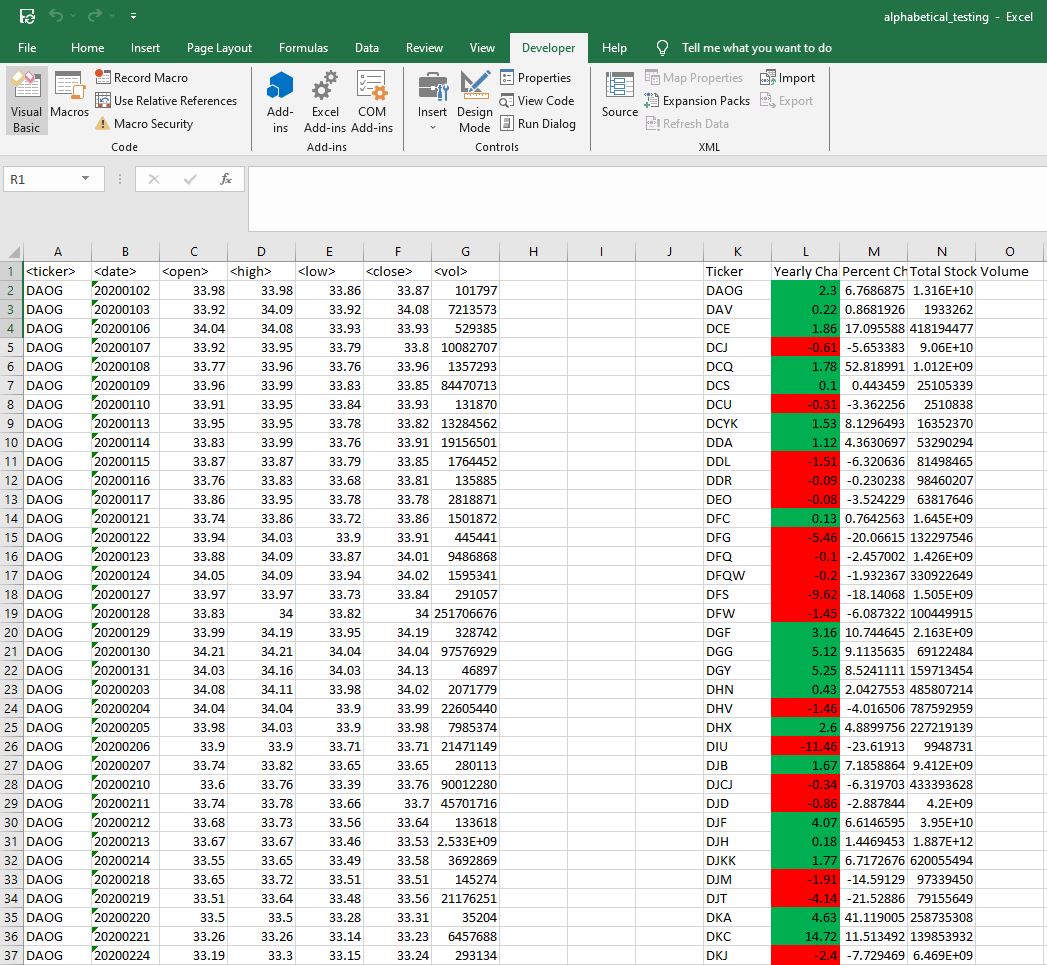 alphabetical_testing - Excel
File Home Insert Page Layout Formulas Data Review View Developer Help Tell me what you want to do
Visual Basic
Macros
Record Macro
Use Relative References
Macro Security
Code
Add-ins
Excel Add-ins
COM Add-ins
Add-ins
Insert
Design Mode
Properties
View Code
Run Dialog
Controls
Source
Map Properties
Expansion Packs
Refresh Data
Import
Export
XML
R1 fx
A B C D E F G H I J K L M N O
1 <ticker> <date> <open> <high> <low> <close> <vol> Ticker Yearly Cha Percent Ch Total Stock Volume
2 DAOG 20200102 33.98 33.98 33.86 33.87 101797 DAOG 2.3 6.7686875 1.316E+10
3 DAOG 20200103 33.92 34.09 33.92 34.08 7213573 DAV 0.22 0.8681926 1933262
4 DAOG 20200106 34.04 34.08 33.93 33.93 529385 DCE 1.86 17.095588 418194477
5 DAOG 20200107 33.92 33.95 33.79 33.8 10082707 DCJ -0.61 -5.653383 9.06E+10
6 DAOG 20200108 33.77 33.96 33.76 33.96 1357293 DCQ 1.78 52.818991 1.012E+09
7 DAOG 20200109 33.96 33.99 33.83 33.85 84470713 DCS 0.1 0.443459 25105339
8 DAOG 20200110 33.91 33.95 33.84 33.93 131870 DCU -0.31 -3.362256 2510838
9 DAOG 20200113 33.95 33.95 33.78 33.82 13284562 DCYK 1.53 8.1296493 16352370
10 DAOG 20200114 33.83 33.99 33.76 33.91 19156501 DDA 1.12 4.3630697 53290294
11 DAOG 20200115 33.87 33.87 33.79 33.85 1764452 DDL -1.51 -6.320636 81498465
12 DAOG 20200116 33.76 33.83 33.68 33.81 135885 DDR -0.09 -0.230238 98460207
13 DAOG 20200117 33.86 33.95 33.78 33.78 2818871 DEO -0.08 -3.524229 63817646
14 DAOG 20200121 33.74 33.86 33.72 33.86 1501872 DFC 0.13 0.7642563 1.645E+09
15 DAOG 20200122 33.94 34.03 33.9 33.91 445441 DFG -5.46 -20.06615 132297546
16 DAOG 20200123 33.88 34.09 33.87 34.01 9486868 DFQ -0.1 -2.457002 1.426E+09
17 DAOG 20200124 34.05 34.09 33.94 34.02 1595341 DFQW -0.2 -1.932367 330922649
18 DAOG 20200127 33.97 33.97 33.73 33.84 291057 DFS -9.62 -18.14068 1.505E+09
19 DAOG 20200128 33.83 34 33.82 34 251706676 DFW -1.45 -6.087322 100449915
20 DAOG 20200129 33.99 34.19 33.95 34.19 328742 DGF 3.16 10.744645 2.163E+09
21 DAOG 20200130 34.21 34.21 34.04 34.04 97576929 DGG 5.12 9.1135635 69122484
22 DAOG 20200131 34.03 34.16 34.03 34.13 46897 DGY 5.25 8.5241111 159713454
23 DAOG 20200203 34.08 34.11 33.98 34.02 2071779 DHN 0.43 2.0427553 485807214
24 DAOG 20200204 34.04 34.04 33.9 33.99 22605440 DHV -1.46 -4.016506 787592959
25 DAOG 20200205 33.98 34.03 33.9 33.98 7985374 DHX 2.6 4.8899756 227219139
26 DAOG 20200206 33.9 33.9 33.71 33.71 21471149 DIU -11.46 -23.61913 9948731
27 DAOG 20200207 33.74 33.82 33.65 33.65 280113 DJB 1.67 7.1858864 9.412E+09
28 DAOG 20200210 33.6 33.76 33.39 33.76 90012280 DJCJ -0.34 -6.319703 433393628
29 DAOG 20200211 33.74 33.78 33.66 33.7 45701716 DJD -0.86 -2.887844 4.2E+09
30 DAOG 20200212 33.68 33.73 33.56 33.64 133618 DJF 4.07 6.6146595 3.95E+10
31 DAOG 20200213 33.67 33.67 33.46 33.53 2.533E+09 DJH 0.18 1.4469453 1.887E+12
32 DAOG 20200214 33.55 33.65 33.49 33.58 3692869 DJKK 1.77 6.7172676 620055494
33 DAOG 20200218 33.65 33.72 33.51 33.51 145274 DJM -1.91 -14.59129 97339450
34 DAOG 20200219 33.51 33.64 33.48 33.56 21176251 DJT -4.14 -21.52886 79155649
35 DAOG 20200220 33.5 33.5 33.28 33.31 35204 DKA 4.63 41.119005 258735308
36 DAOG 20200221 33.26 33.26 33.14 33.23 6457688 DKC 14.72 11.513492 139853932
37 DAOG 20200224 33.19 33.3 33.15 33.24 293134 DKJ -2.4 -7.729469 6.469E+09